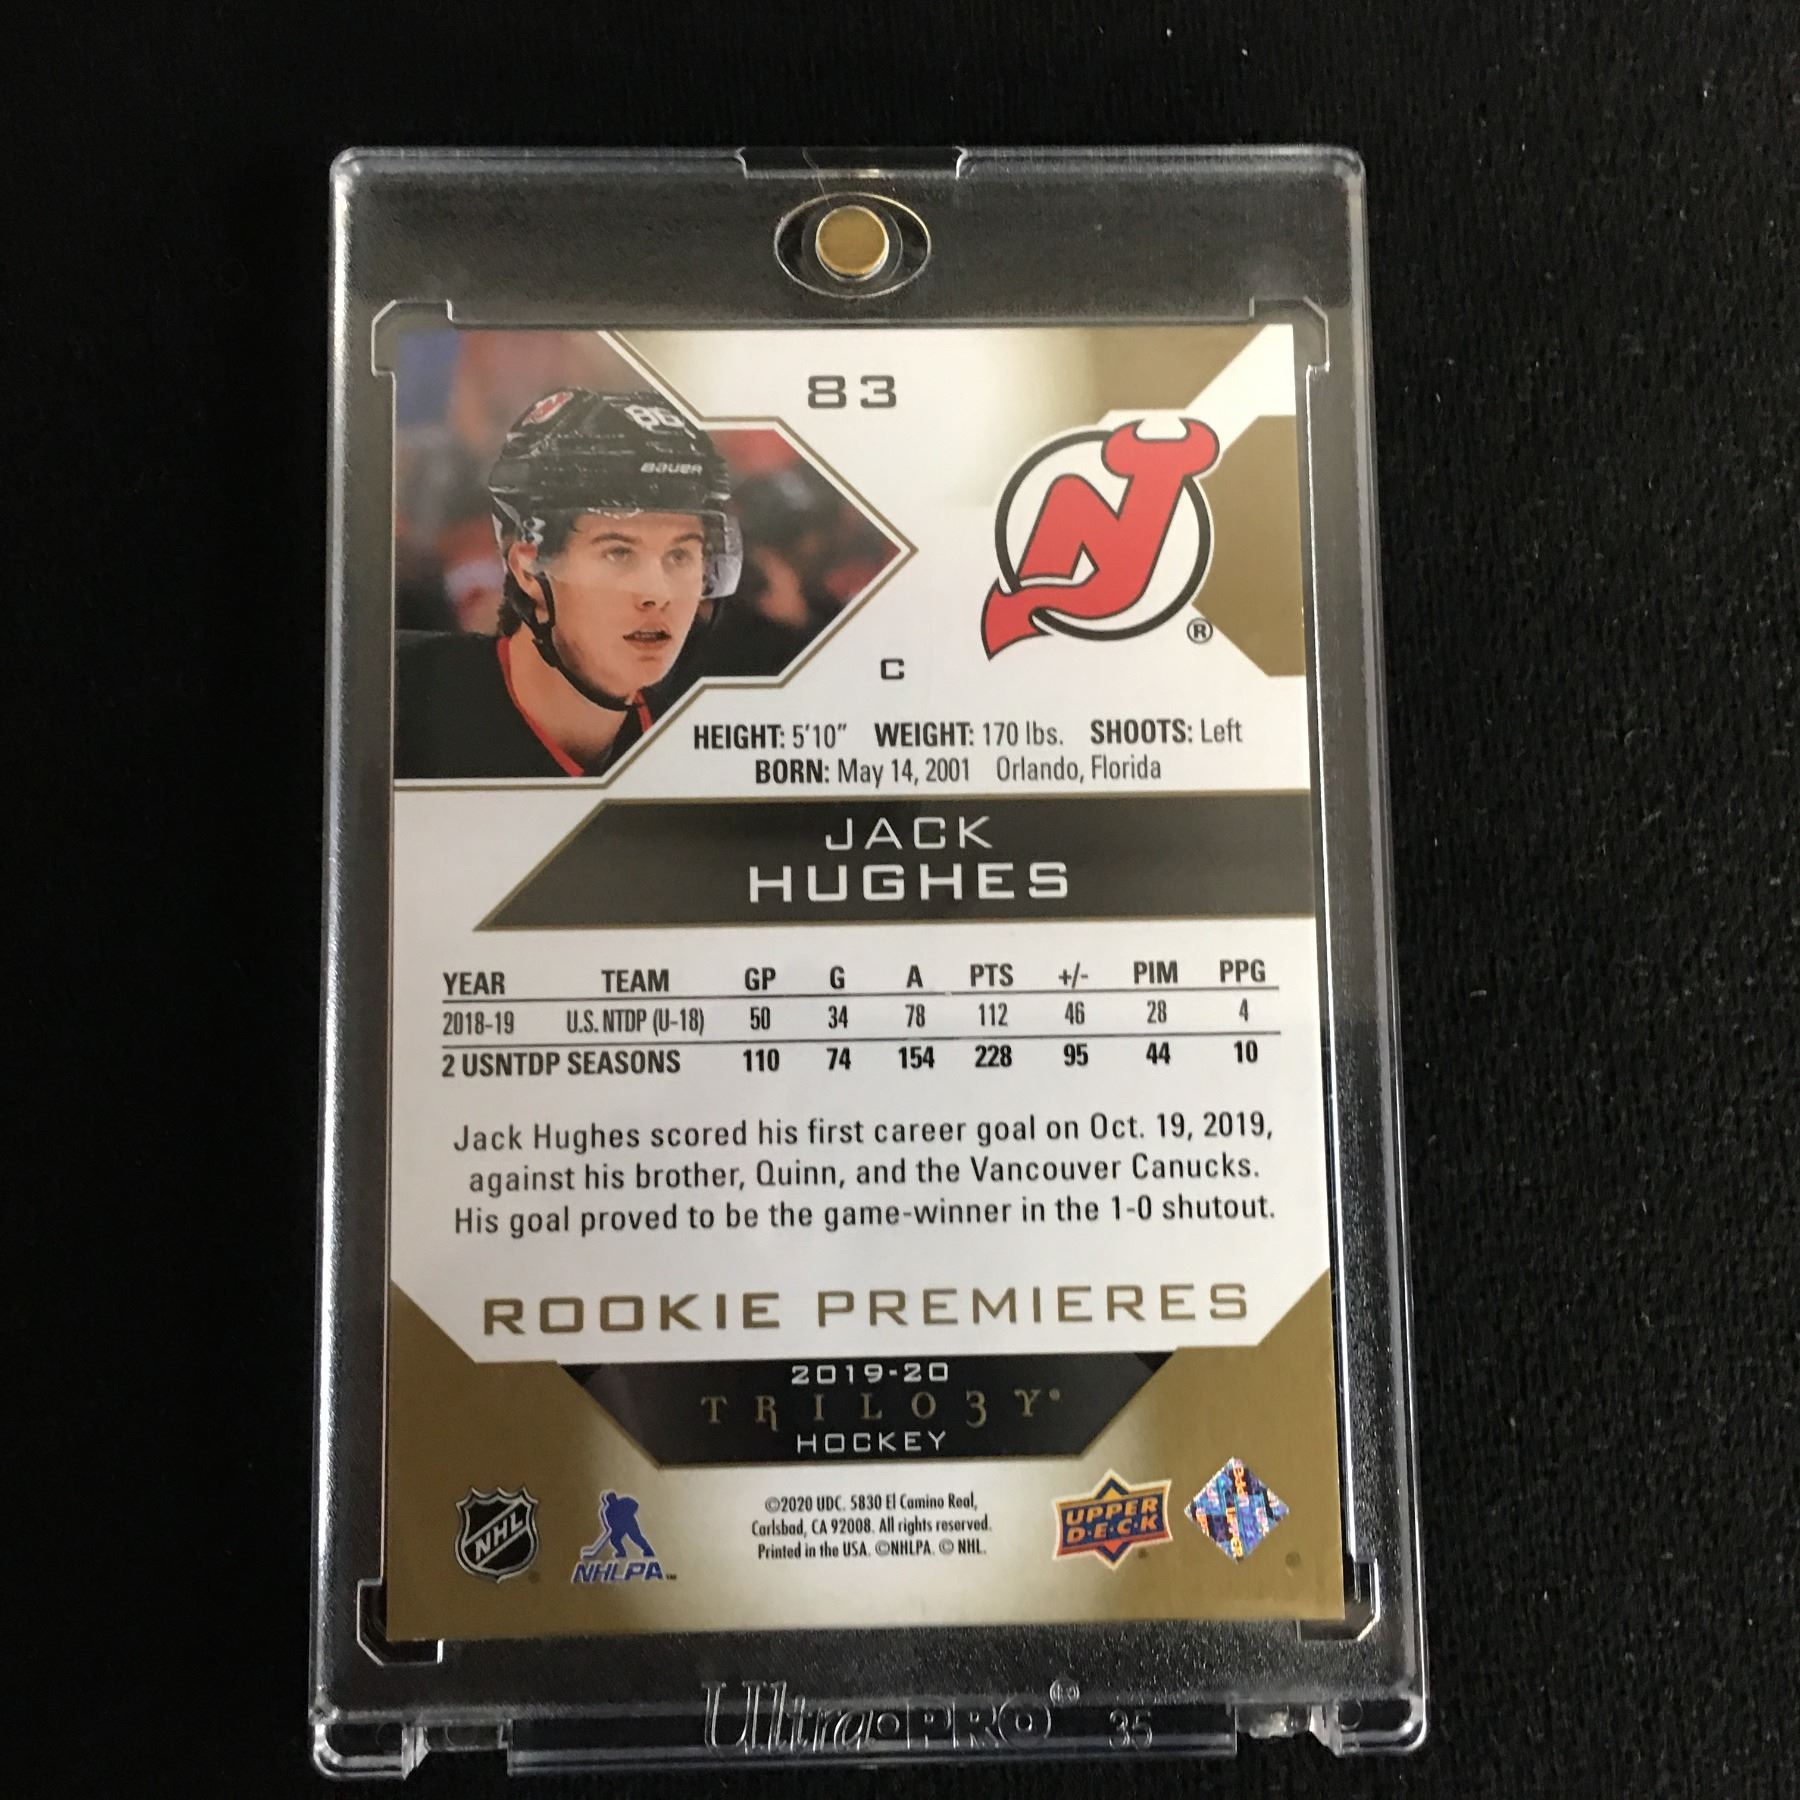 83
86
BAUER
®
C
HEIGHT: 5'10" WEIGHT: 170 lbs. SHOOTS: Left
BORN: May 14, 2001 Orlando, Florida
JACK
HUGHES
YEAR TEAM GP G A PTS +/- PIM PPG
2018-19 U.S. NTDP (U-18) 50 34 78 112 46 28 4
2 USNTDP SEASONS 110 74 154 228 95 44 10
Jack Hughes scored his first career goal on Oct. 19, 2019,
against his brother, Quinn, and the Vancouver Canucks.
His goal proved to be the game-winner in the 1-0 shutout.
ROOKIE PREMIERES
2019-20
TRILO3Y®
HOCKEY
NHL
NHLPA™
©2020 UDC. 5830 El Camino Real,
Carlsbad, CA 92008. All rights reserved.
Printed in the USA. ©NHLPA. © NHL.
UPPER
D·E·C·K
Ultra•PRO® 35